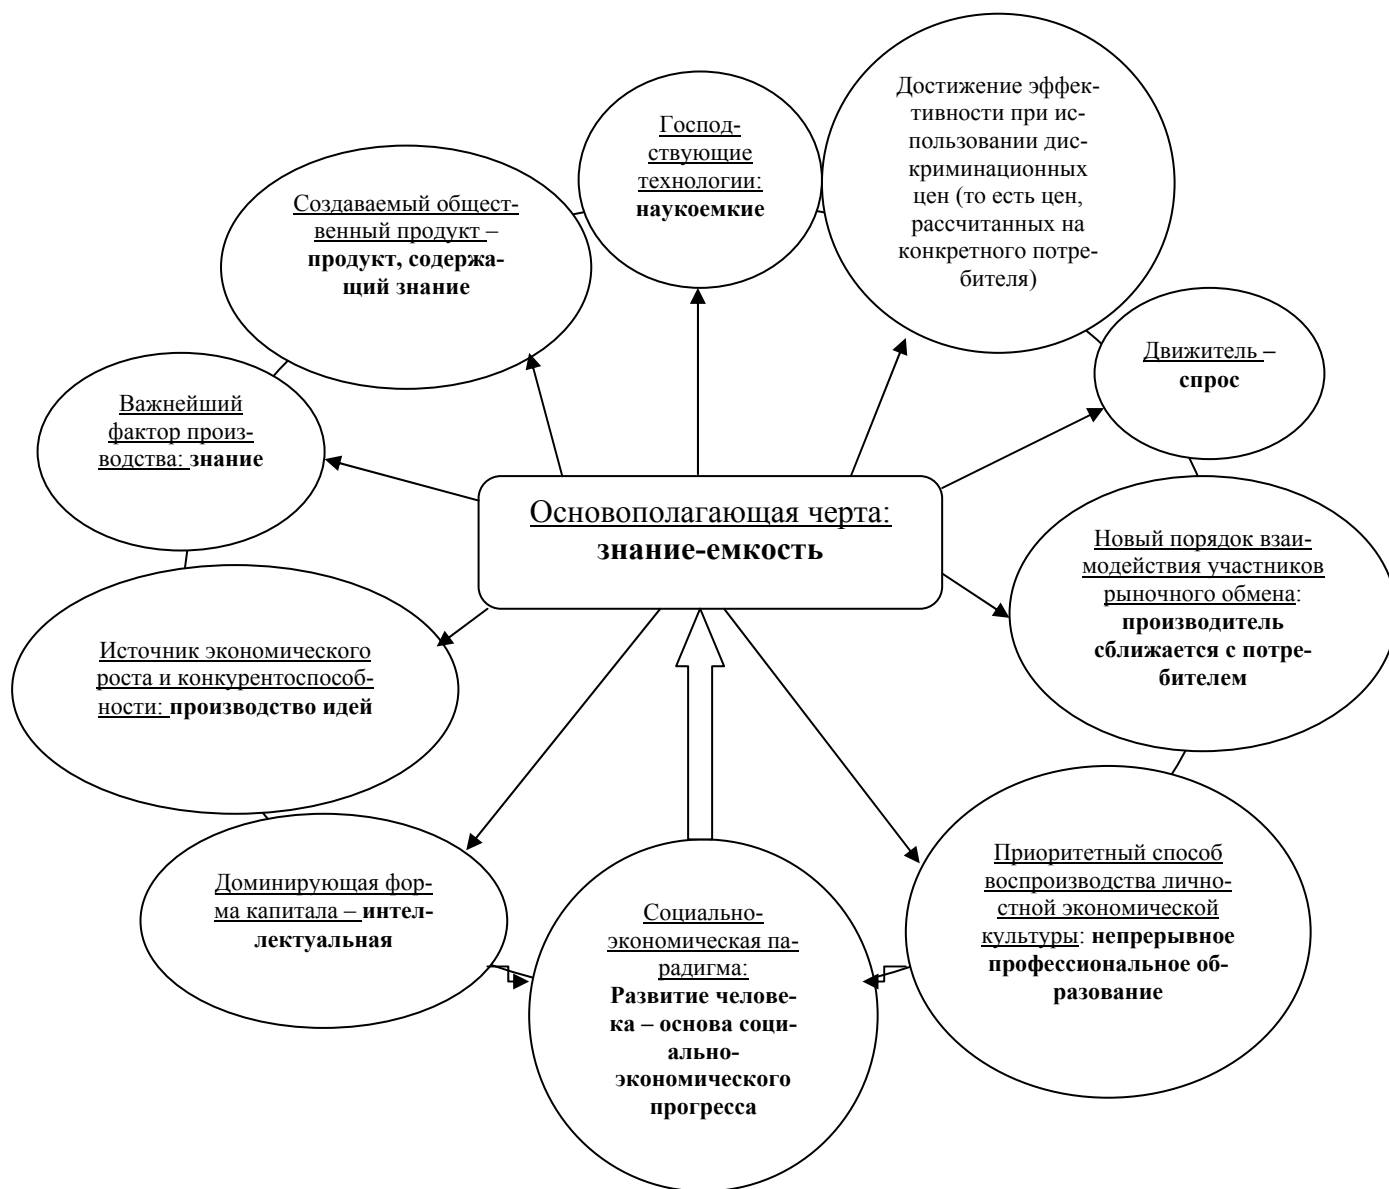 Господ-
ствующие
технологии:
наукоемкие
Достижение эффек-
тивности при ис-
пользовании дис-
криминационных
цен (то есть цен,
рассчитанных на
конкретного потре-
бителя)
Создаваемый общест-
венный продукт –
продукт, содержа-
щий знание
Движитель –
спрос
Важнейший
фактор произ-
водства: знание
Основополагающая черта:
знание-емкость
Новый порядок взаи-
модействия участников
рыночного обмена:
производитель
сближается с потре-
бителем
Источник экономического
роста и конкурентоспособ-
ности: производство идей
Доминирующая фор-
ма капитала – интел-
лектуальная
Социально-
экономическая па-
радигма:
Развитие челове-
ка – основа соци-
ально-
экономического
прогресса
Приоритетный способ
воспроизводства лично-
стной экономической
культуры: непрерывное
профессиональное об-
разование